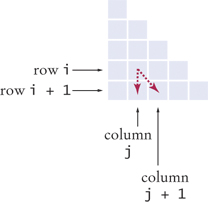 row i
row i + 1
column
j
column
j + 1